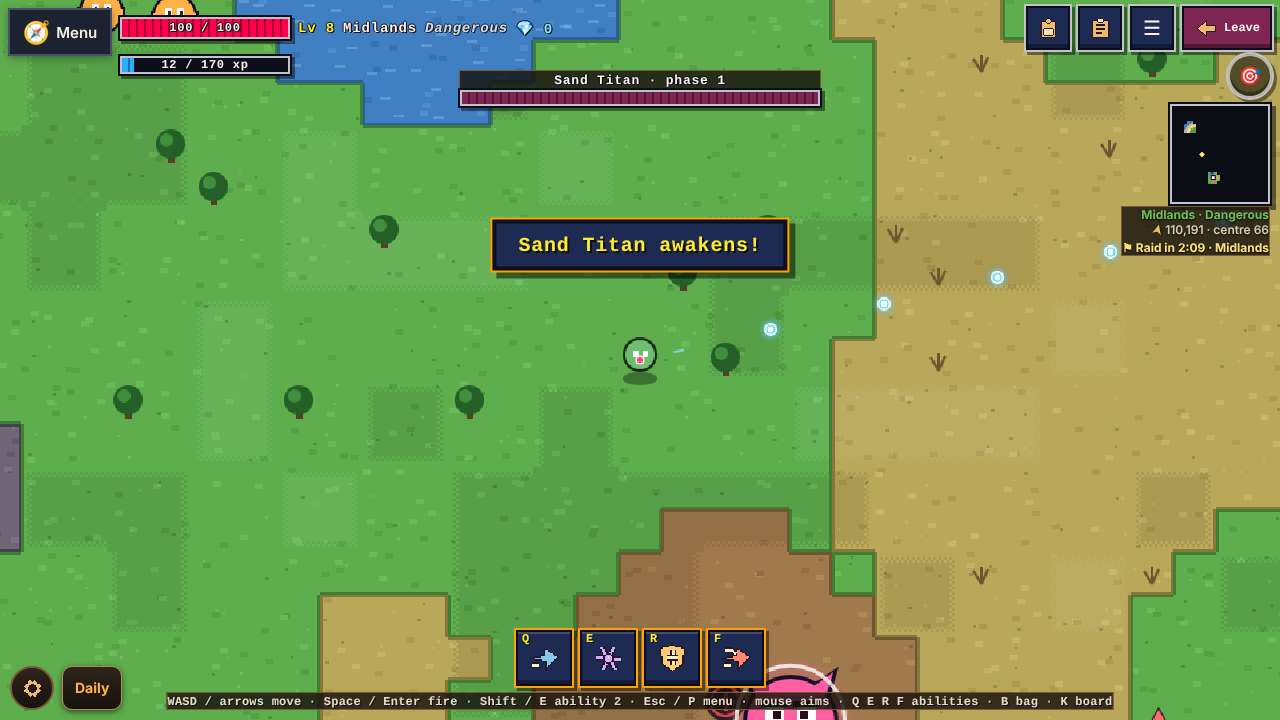 Menu
100 / 100
Lv 8 Midlands Dangerous 0
12 / 170 xp
Leave
Sand Titan · phase 1
Midlands · Dangerous
110,191 · centre 66
Raid in 2:09 · Midlands
Sand Titan awakens!
Q E R F
Daily
WASD / arrows move · Space / Enter fire · Shift / E ability 2 · Esc / P menu · mouse aims · Q E R F abilities · B bag · K board